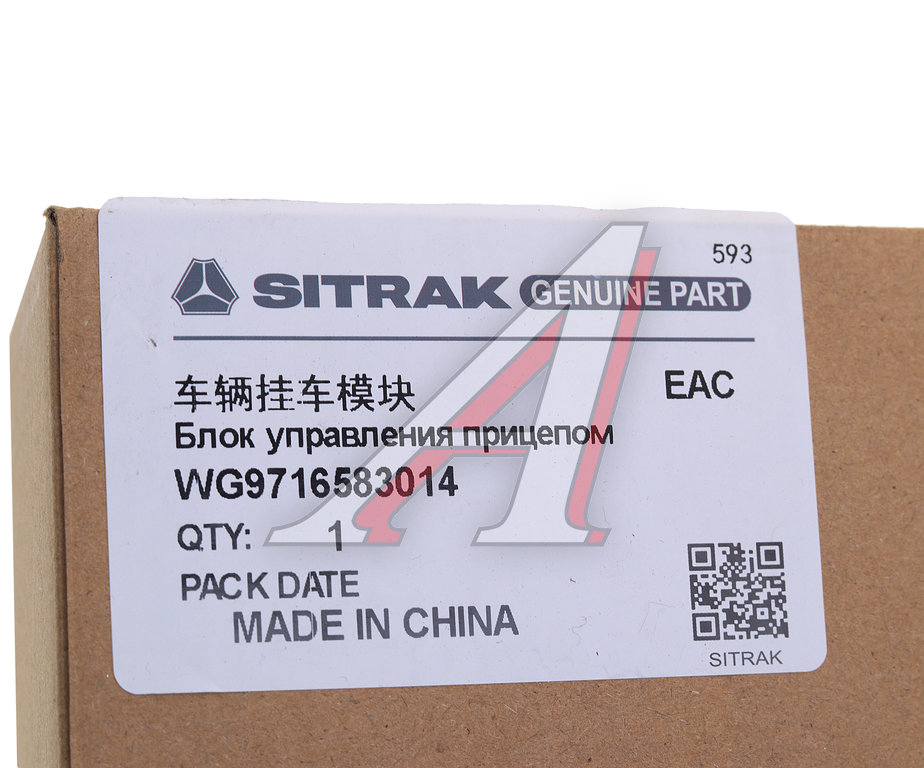 593
SITRAK GENUINE PART
车辆挂车模块
EAC
Блок управления прицепом
WG9716583014
QTY: 1
PACK DATE
MADE IN CHINA
SITRAK